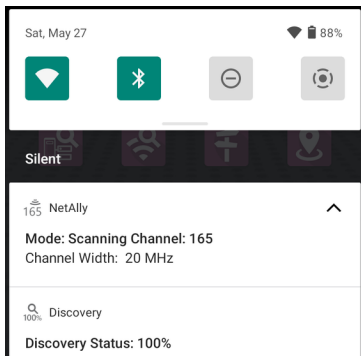 Sat, May 27
88%
Silent
165
NetAlly
Mode: Scanning Channel: 165
Channel Width: 20 MHz
100%
Discovery
Discovery Status: 100%